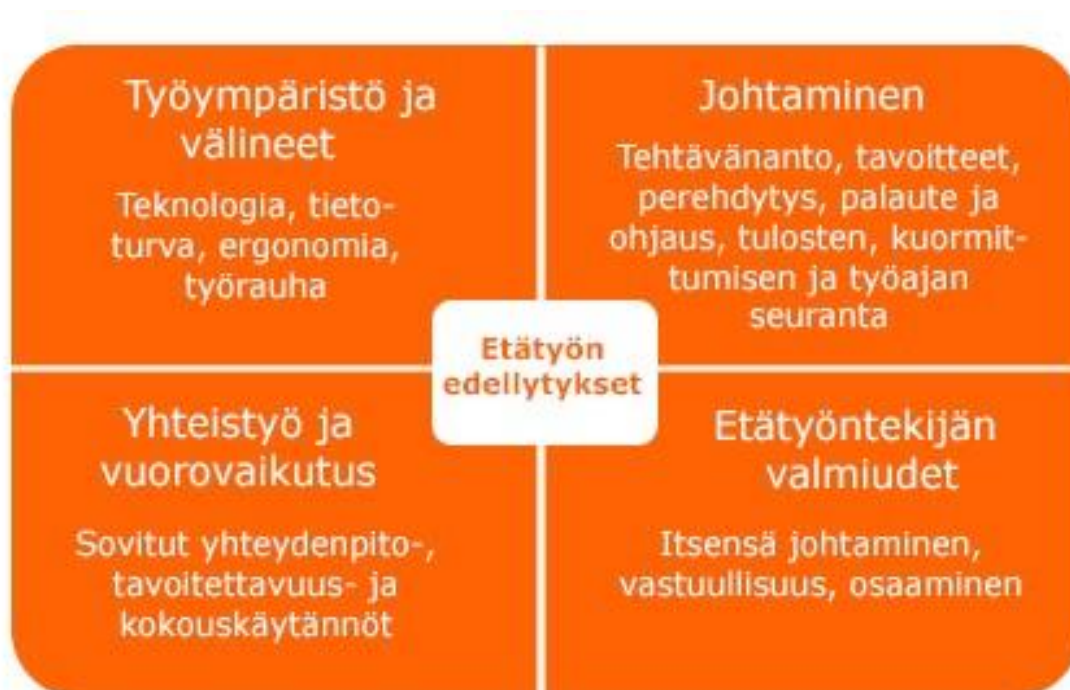 Työympäristö ja
välineet
Teknologia, tieto-
turva, ergonomia,
työrauha
Johtaminen
Tehtävänanto, tavoitteet,
perehdytys, palaute ja
ohjaus, tulosten, kuormit-
tumisen ja työajan
seuranta
Etätyön
edellytykset
Yhteistyö ja
vuorovaikutus
Sovitut yhteydenpito-,
tavoitettavuus- ja
kokouskäytännöt
Etätyöntekijän
valmiudet
Itsensä johtaminen,
vastuullisuus, osaaminen